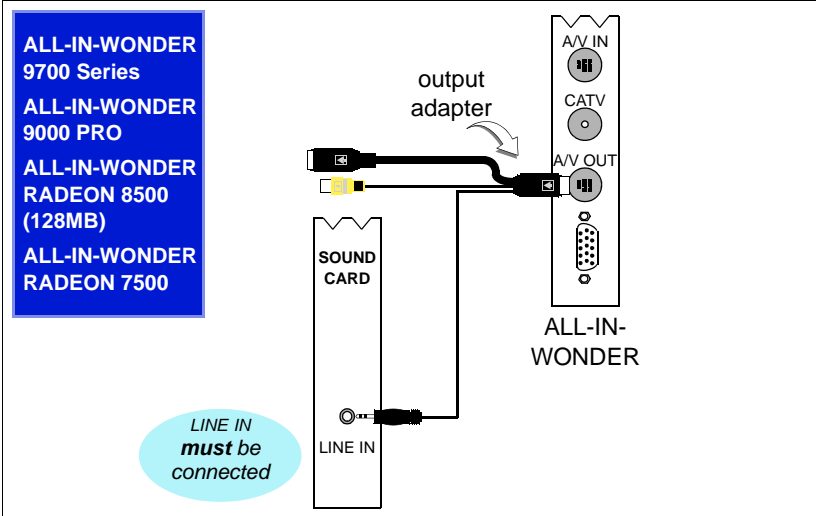 ALL-IN-WONDER
9700 Series
ALL-IN-WONDER
9000 PRO
ALL-IN-WONDER
RADEON 8500
(128MB)
ALL-IN-WONDER
RADEON 7500
output
adapter
A/V IN
CATV
A/V OUT
ALL-IN-
WONDER
SOUND
CARD
LINE IN
LINE IN
must be
connected